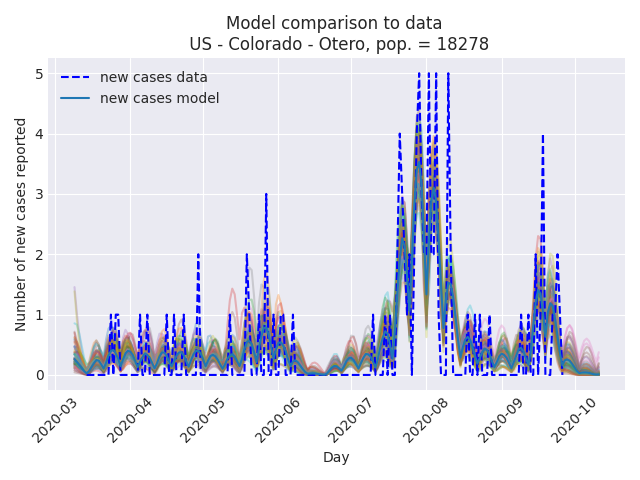 Model comparison to data
US - Colorado - Otero, pop. = 18278
new cases data
new cases model
Number of new cases reported
5
4
3
2
1
0
2020-03
2020-04
2020-05
2020-06
2020-07
2020-08
2020-09
2020-10
Day